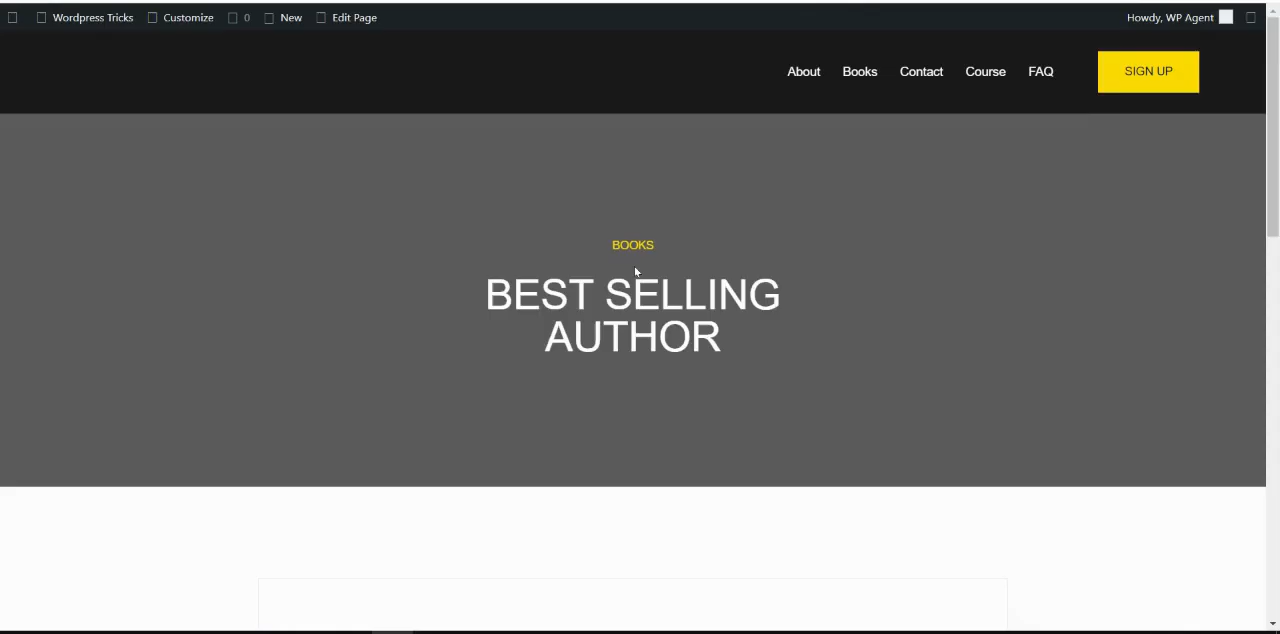 Wordpress Tricks Customize 0 New Edit Page Howdy, WP Agent
About Books Contact Course FAQ SIGN UP
BOOKS
BEST SELLING
AUTHOR